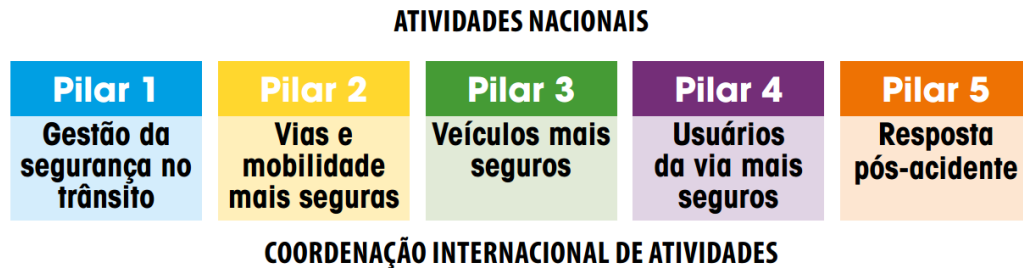 ATIVIDADES NACIONAIS
Pilar 1
Gestão da
segurança no
trânsito
Pilar 2
Vias e
mobilidade
mais seguras
Pilar 3
Veículos mais
seguros
Pilar 4
Usuários
da via mais
seguros
Pilar 5
Resposta
pós-acidente
COORDENAÇÃO INTERNACIONAL DE ATIVIDADES